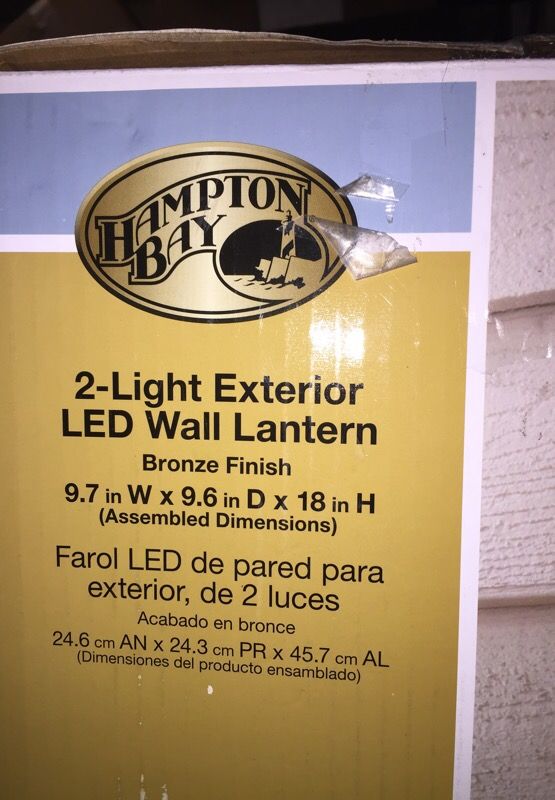 HAMPTON
BAY
2-Light Exterior
LED Wall Lantern
Bronze Finish
9.7 in W x 9.6 in D x 18 in H
(Assembled Dimensions)
Farol LED de pared para
exterior, de 2 luces
Acabado en bronce
24.6 cm AN x 24.3 cm PR x 45.7 cm AL
(Dimensiones del producto ensamblado)